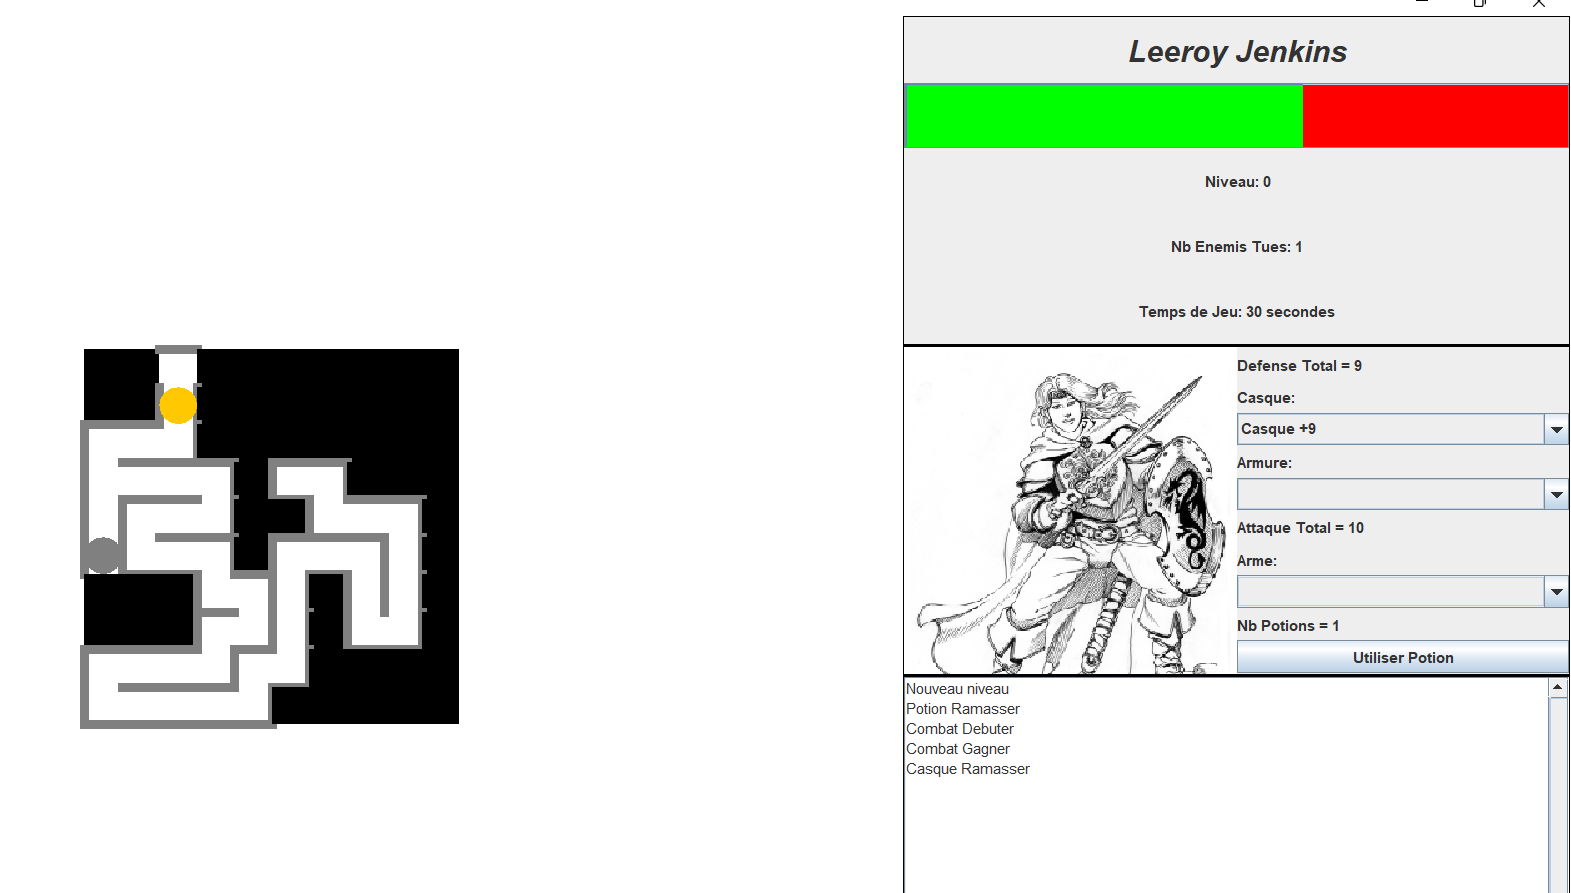 Leeroy Jenkins
Niveau: 0
Nb Enemis Tues: 1
Temps de Jeu: 30 secondes
Defense Total = 9
Casque:
Casque +9
Armure:
Attaque Total = 10
Arme:
Nb Potions = 1
Utiliser Potion
Nouveau niveau
Potion Ramasser
Combat Debuter
Combat Gagner
Casque Ramasser